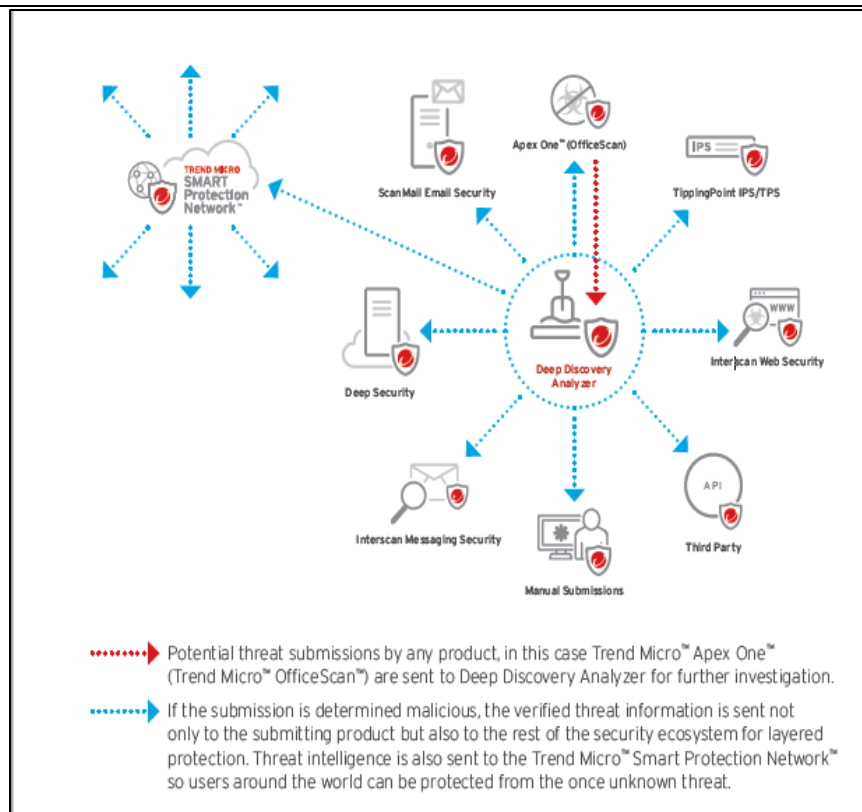 TREND MICRO
SMART
Protection
Network™
ScanMail Email Security
Apex One™ (OfficeScan)
IPS
TippingPoint IPS/TPS
Deep Security
Deep Discovery
Analyzer
WWW
Interscan Web Security
Interscan Messaging Security
Manual Submissions
API
Third Party
Potential threat submissions by any product, in this case Trend Micro™ Apex One™
(Trend Micro™ OfficeScan™) are sent to Deep Discovery Analyzer for further investigation.
If the submission is determined malicious, the verified threat information is sent not
only to the submitting product but also to the rest of the security ecosystem for layered
protection. Threat intelligence is also sent to the Trend Micro™ Smart Protection Network™
so users around the world can be protected from the once unknown threat.